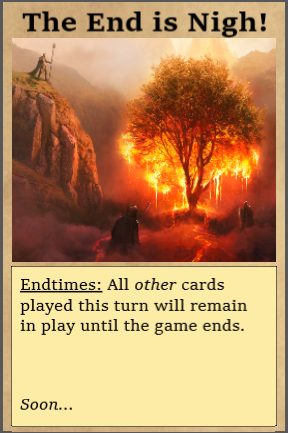 The End is Nigh!
Endtimes: All other cards
played this turn will remain
in play until the game ends.
Soon...